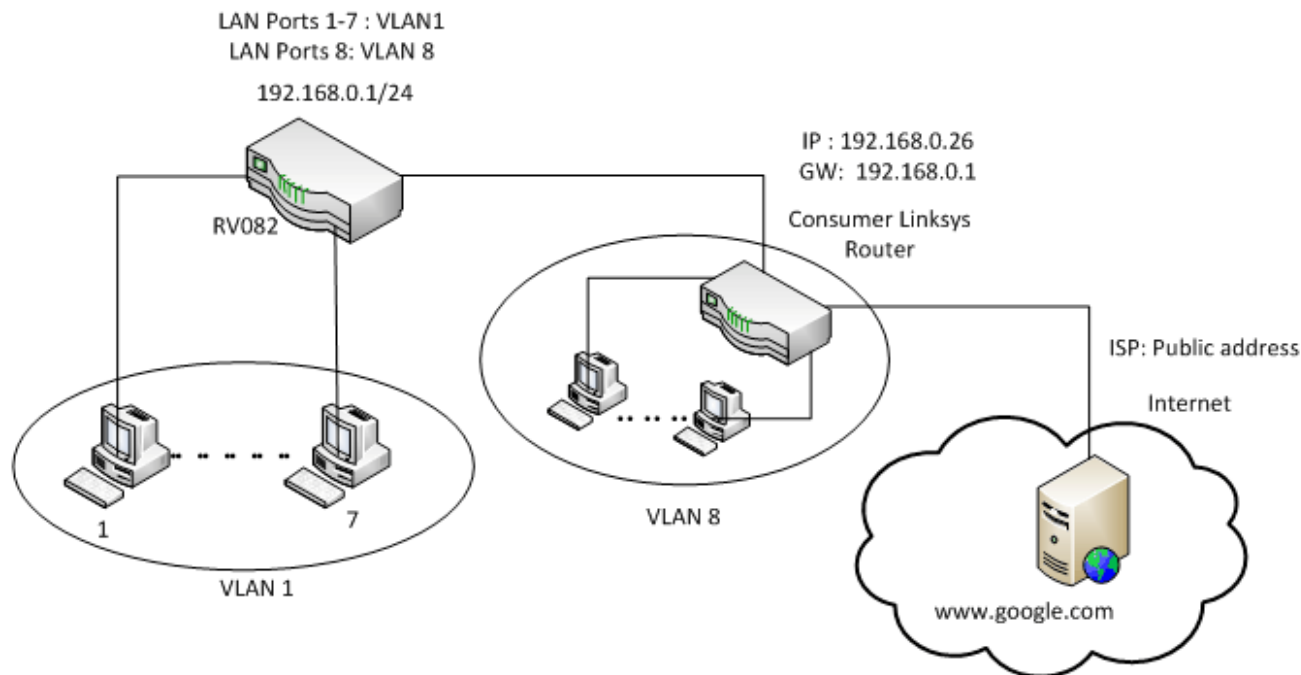 LAN Ports 1-7 : VLAN1
LAN Ports 8: VLAN 8
192.168.0.1/24
RV082
IP : 192.168.0.26
GW: 192.168.0.1
Consumer Linksys
Router
ISP: Public address
Internet
1
7
VLAN 1
VLAN 8
www.google.com